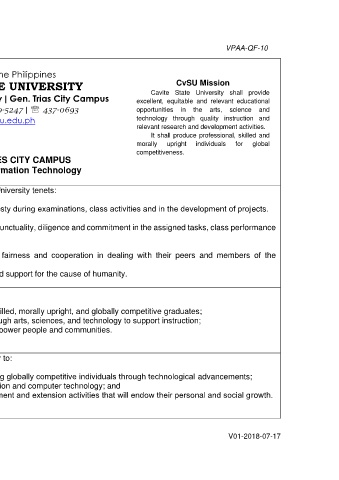 VPAA-QF-10
he Philippines
E UNIVERSITY
y | Gen. Trias City Campus
-5247 | ☏ 437-0693
u.edu.ph
ES CITY CAMPUS
rmation Technology
CvSU Mission
Cavite State University shall provide
excellent, equitable and relevant educational
opportunities in the arts, science and
technology through quality instruction and
relevant research and development activities.
It shall produce professional, skilled and
morally upright individuals for global
competitiveness.
niversity tenets:
sty during examinations, class activities and in the development of projects.
unctuality, diligence and commitment in the assigned tasks, class performance
fairness and cooperation in dealing with their peers and members of the
d support for the cause of humanity.
illed, morally upright, and globally competitive graduates;
ugh arts, sciences, and technology to support instruction;
power people and communities.
r to:
g globally competitive individuals through technological advancements;
ion and computer technology; and
ment and extension activities that will endow their personal and social growth.
V01-2018-07-17